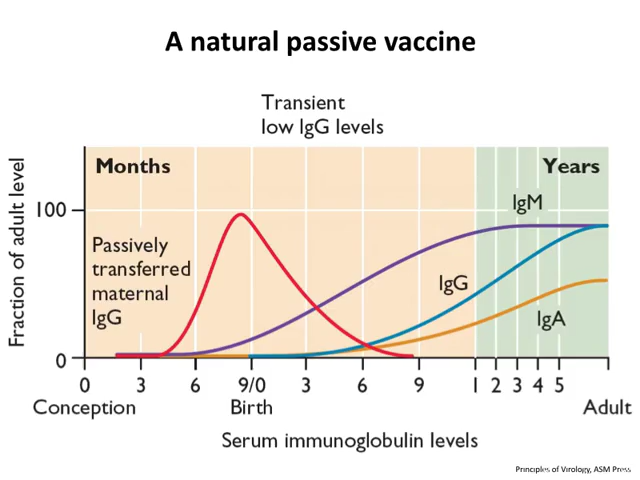 A natural passive vaccine
Transient
low IgG levels
Months
Years
Fraction of adult level
100
0
IgM
Passively
transferred
maternal
IgG
IgG
IgA
0 3 6 9/0 3 6 9 1 2 3 4 5
Conception Birth Adult
Serum immunoglobulin levels
Principles of Virology, ASM Press